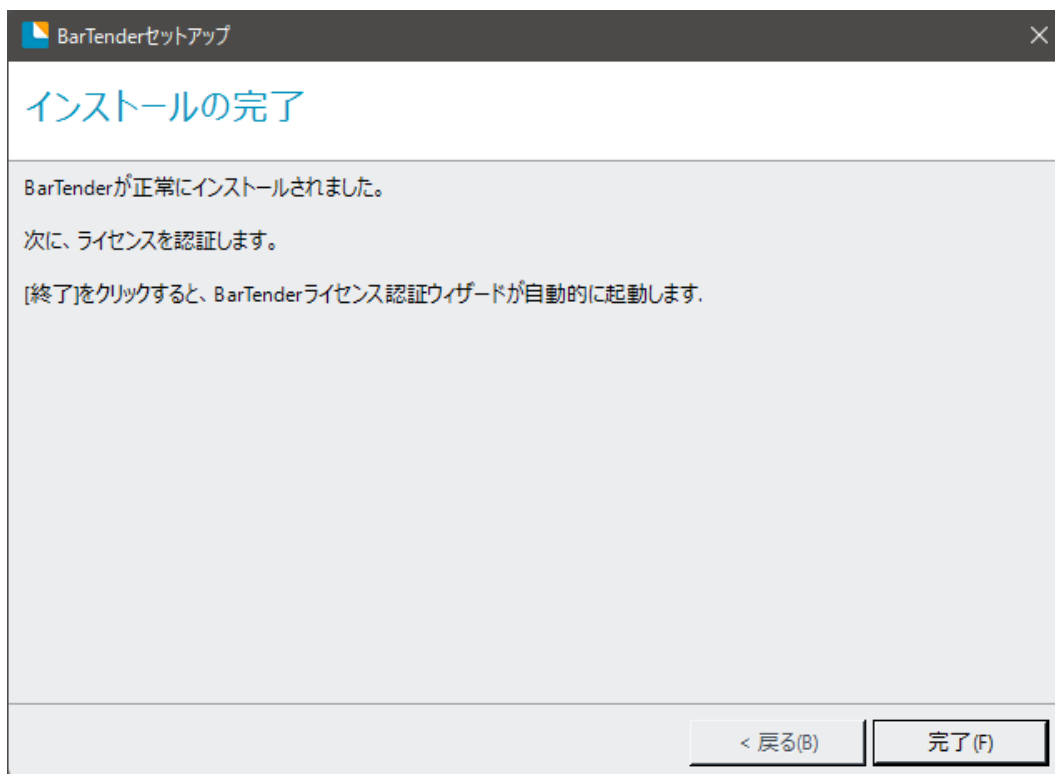 BarTenderセットアップ
インストールの完了
BarTenderが正常にインストールされました。
次に、ライセンスを認証します。
[終了]をクリックすると、BarTenderライセンス認証ウィザードが自動的に起動します.
< 戻る(B)
完了(F)